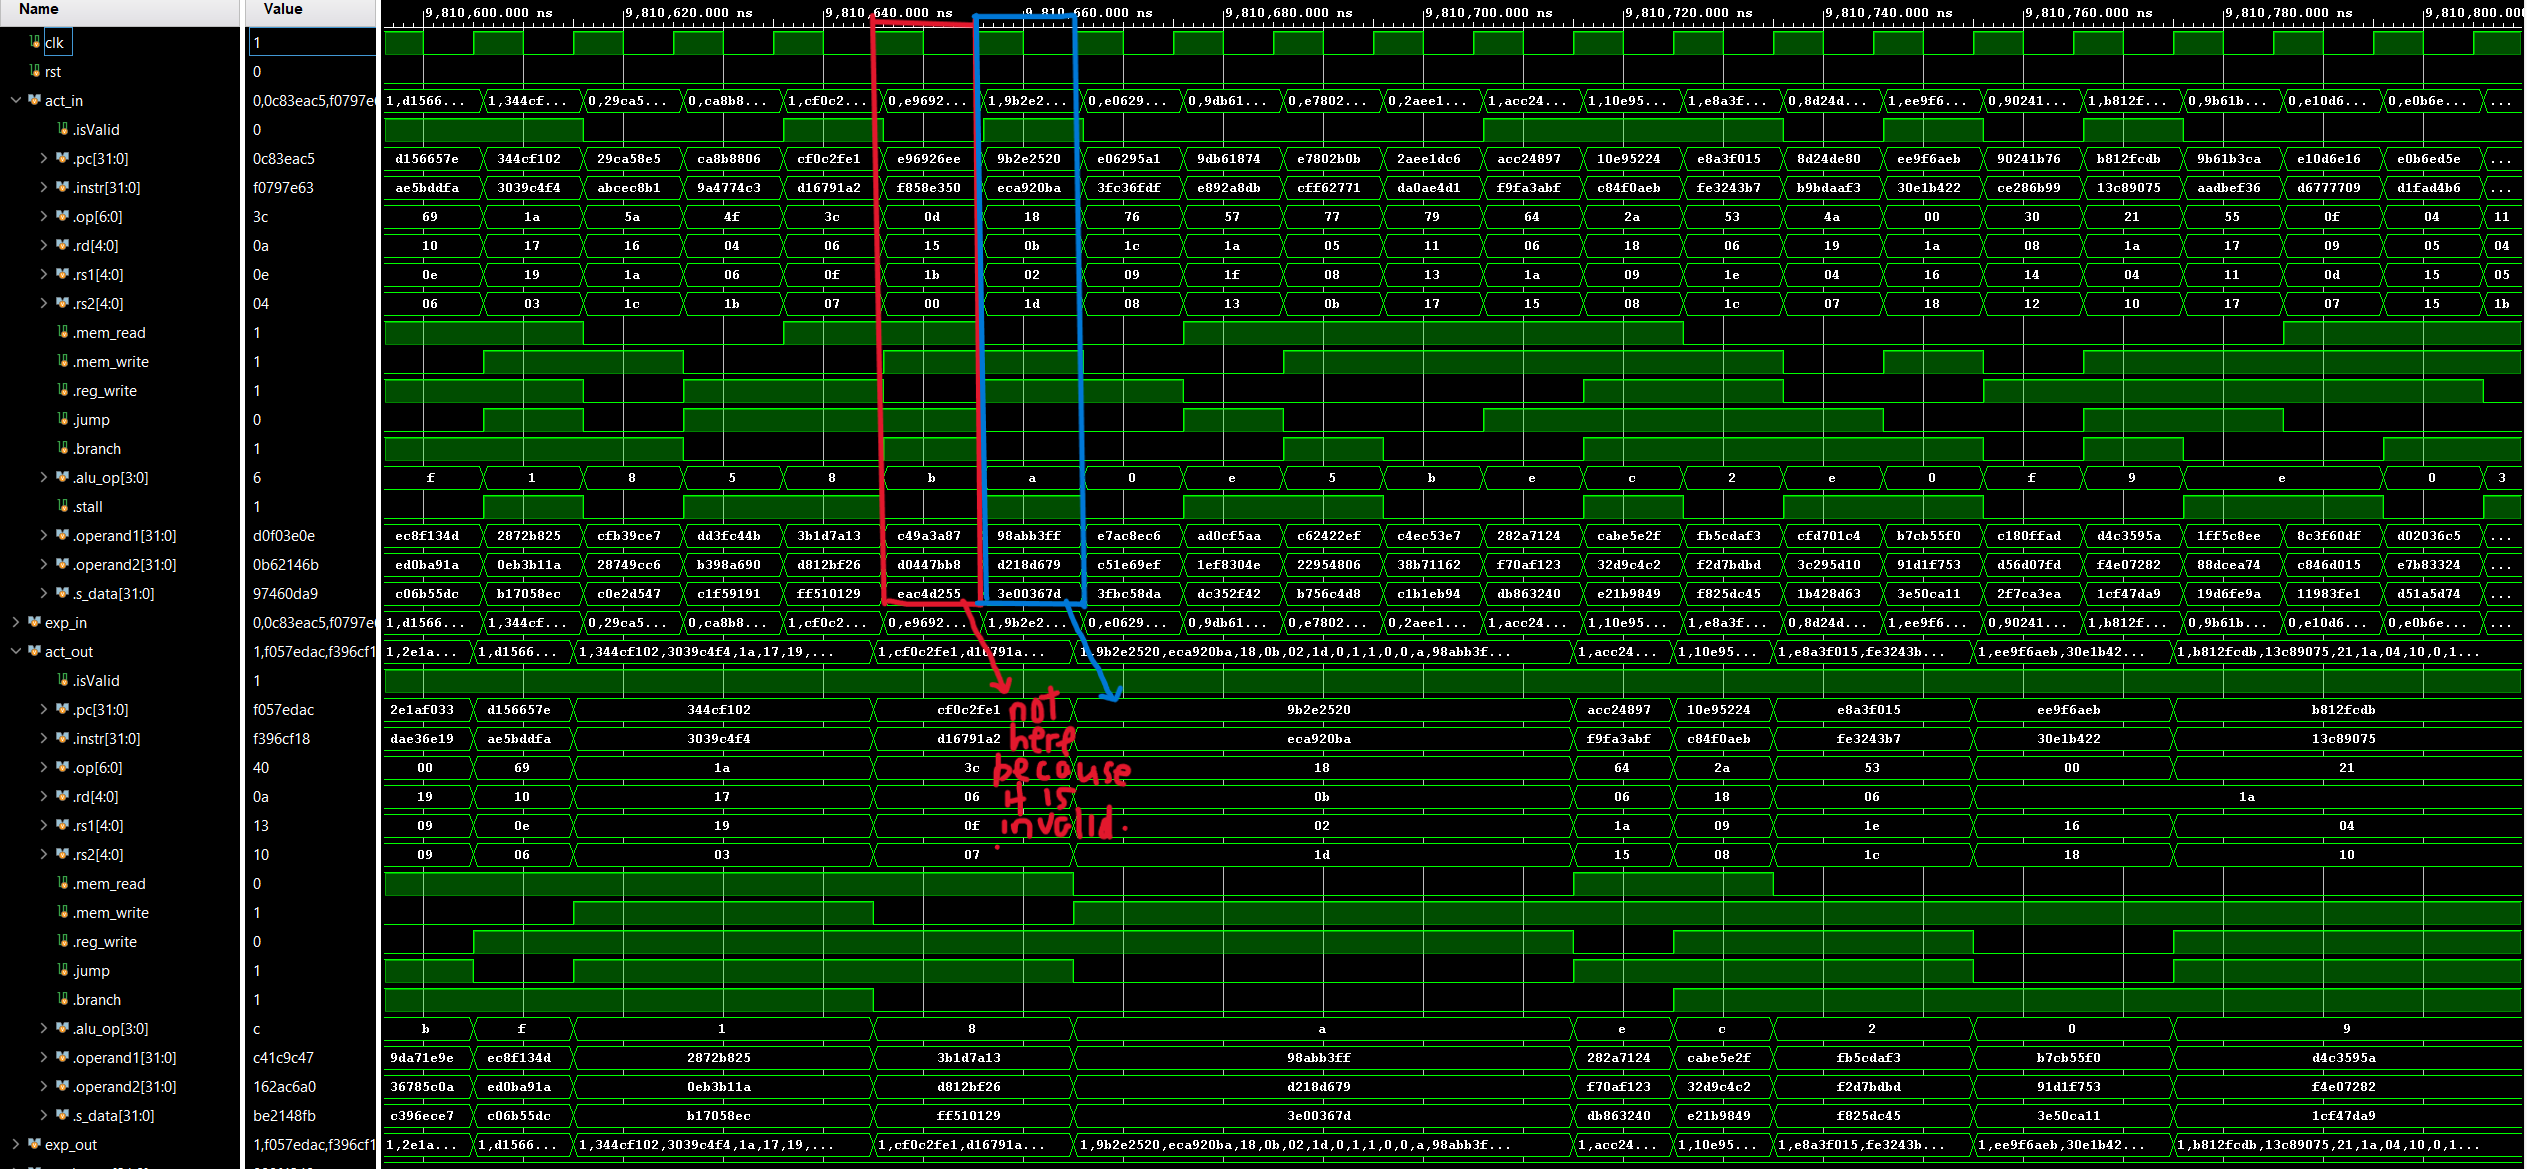 Name Value
9,810,600.000 ns 9,810,620.000 ns 9,810,640.000 ns 9,810,660.000 ns 9,810,680.000 ns 9,810,700.000 ns 9,810,720.000 ns 9,810,740.000 ns 9,810,760.000 ns 9,810,780.000 ns 9,810,800.000
clk 1
rst 0
act_in 0,0c83eac5,f0797e 1,d1566... 1,344cf... 0,29ca5... 0,ca8b8... 1,cf0c2... 0,e9692... 1,9b2e2... 0,e0629... 0,9db61... 0,e7802... 0,2aee1... 1,acc24... 1,10e95... 1,e8a3f... 0,8d24d... 1,ee9f6... 0,90241... 1,b812f... 0,9b61b... 0,e10d6... 0,e0b6e... ...
.isValid 0
.pc[31:0] 0c83eac5 d156657e 344cf102 29ca58e5 ca8b8806 cf0c2fe1 e96926ee 9b2e2520 e06295a1 9db61874 e7802b0b 2aee1dc6 acc24897 10e95224 e8a3f015 8d24de80 ee9f6aeb 90241b76 b812fcdb 9b61b3ca e10d6e16 e0b6ed5e ...
.instr[31:0] f0797e63 ae5bddfa 3039c4f4 abcec8b1 9a4774c3 d16791a2 f858e350 eca920ba 3fc36fdf e892a8db cff62771 da0ae4d1 f9fa3abf c84f0aeb fe3243b7 b9bdaaf3 30e1b422 ce286b99 13c89075 aadbef36 d6777709 d1fad4b6 ...
.op[6:0] 3c 69 1a 5a 4f 3c 0d 18 76 57 77 79 64 2a 53 4a 00 30 21 55 0f 04 11
.rd[4:0] 0a 10 17 16 04 06 15 0b 1c 1a 05 11 06 18 06 19 1a 08 1a 17 09 05 04
.rs1[4:0] 0e 0e 19 1a 06 0f 1b 02 09 1f 08 13 1a 09 1e 04 16 14 04 11 0d 15 05
.rs2[4:0] 04 06 03 1c 1b 07 00 1d 08 13 0b 17 15 08 1c 07 18 12 10 17 07 15 1b
.mem_read 1
.mem_write 1
.reg_write 1
.jump 0
.branch 1
.alu_op[3:0] 6 f 1 8 5 8 b a 0 e 5 b e c 2 e 0 f 9 e 0 3
.stall 1
.operand1[31:0] d0f03e0e ec8f134d 2872b825 cfb39ce7 dd3fc44b 3b1d7a13 c49a3a87 98abb3ff e7ac8ec6 ad0cf5aa c62422ef c4ec53e7 282a7124 cabe5e2f fb5cdaf3 cfd701c4 b7cb55f0 c180ffad d4c3595a 1ff5c8ee 8c3f60df d02036c5 ...
.operand2[31:0] 0b62146b ed0ba91a 0eb3b11a 28749cc6 b398a690 d812bf26 d0447bb8 d218d679 c51e69ef 1ef8304e 22954806 38b71162 f70af123 32d9c4c2 f2d7bdbd 3c295d10 91d1f753 d56d07fd f4e07282 88dcea74 c846d015 e7b83324 ...
.s_data[31:0] 97460da9 c06b55dc b17058ec c0e2d547 c1f59191 ff510129 eac4d255 3e00367d 3fbc58da dc352f42 b756c4d8 c1b1eb94 db863240 e21b9849 f825dc45 1b428d63 3e50ca11 2f7ca3ea 1cf47da9 19d6fe9a 11983fe1 d51a5d74 ...
exp_in 0,0c83eac5,f0797e 1,d1566... 1,344cf... 0,29ca5... 0,ca8b8... 1,cf0c2... 0,e9692... 1,9b2e2... 0,e0629... 0,9db61... 0,e7802... 0,2aee1... 1,acc24... 1,10e95... 1,e8a3f... 0,8d24d... 1,ee9f6... 0,90241... 1,b812f... 0,9b61b... 0,e10d6... 0,e0b6e... ...
act_out 1,f057edac,f396cf1 1,2e1a... 1,d1566... 1,344cf102,3039c4f4,1a,17,19,... 1,cf0c2fe1,d16791a... 1,9b2e2520,eca920ba,18,0b,02,1d,0,1,1,0,0,a,98abb3f... 1,acc24... 1,10e95... 1,e8a3f015,fe3243b... 1,ee9f6aeb,30e1b42... 1,b812fcdb,13c89075,21,1a,04,10,0,1...
.isValid 1
.pc[31:0] f057edac 2e1af033 d156657e 344cf102 cf0c2fe1 9b2e2520 acc24897 10e95224 e8a3f015 ee9f6aeb b812fcdb
.instr[31:0] f396cf18 dae36e19 ae5bddfa 3039c4f4 d16791a2 eca920ba f9fa3abf c84f0aeb fe3243b7 30e1b422 13c89075
.op[6:0] 40 00 69 1a 3c 18 64 2a 53 00 21
.rd[4:0] 0a 19 10 17 06 0b 06 18 06 1a
.rs1[4:0] 13 09 0e 19 0f 02 1a 09 1e 16 04
.rs2[4:0] 10 09 06 03 07 1d 15 08 1c 18 10
.mem_read 0
.mem_write 1
.reg_write 0
.jump 1
.branch 1
.alu_op[3:0] c b f 1 8 a e c 2 0 9
.operand1[31:0] c41c9c47 9da71e9e ec8f134d 2872b825 3b1d7a13 98abb3ff 282a7124 cabe5e2f fb5cdaf3 b7cb55f0 d4c3595a
.operand2[31:0] 162ac6a0 36785c0a ed0ba91a 0eb3b11a d812bf26 d218d679 f70af123 32d9c4c2 f2d7bdbd 91d1f753 f4e07282
.s_data[31:0] be2148fb c396ece7 c06b55dc b17058ec ff510129 3e00367d db863240 e21b9849 f825dc45 3e50ca11 1cf47da9
exp_out 1,f057edac,f396cf1 1,2e1a... 1,d1566... 1,344cf102,3039c4f4,1a,17,19,... 1,cf0c2fe1,d16791a... 1,9b2e2520,eca920ba,18,0b,02,1d,0,1,1,0,0,a,98abb3f... 1,acc24... 1,10e95... 1,e8a3f015,fe3243b... 1,ee9f6aeb,30e1b42... 1,b812fcdb,13c89075,21,1a,04,10,0,1...
not
here
becouse
it is
invalid.